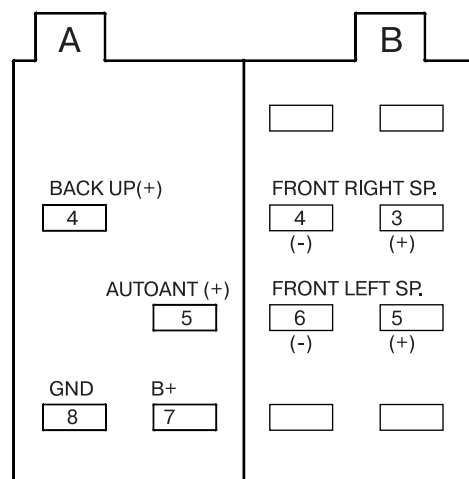 A
B
BACK UP(+)
4
AUTOANT (+)
5
GND
8
B+
7
FRONT RIGHT SP.
4
3
(-)
(+)
FRONT LEFT SP.
6
5
(-)
(+)